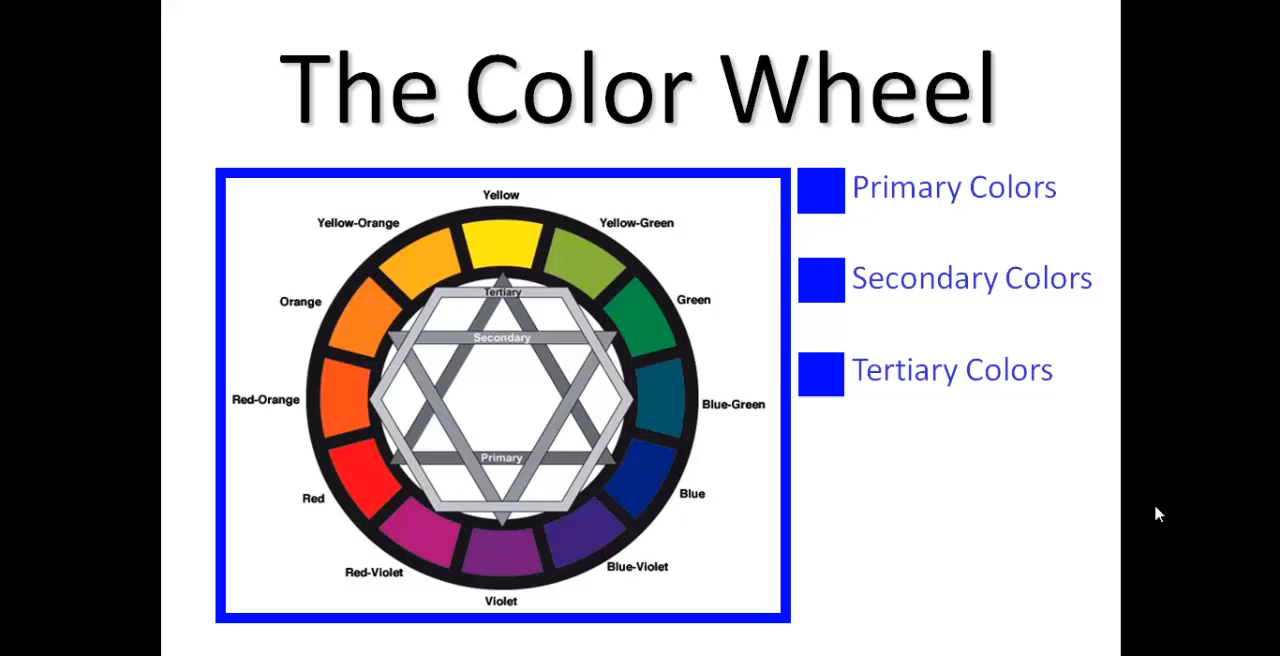 The Color Wheel
Primary Colors
Secondary Colors
Tertiary Colors
Yellow
Yellow-Orange
Yellow-Green
Tertiary
Orange
Green
Secondary
Red-Orange
Blue-Green
Primary
Red
Blue
Red-Violet
Blue-Violet
Violet